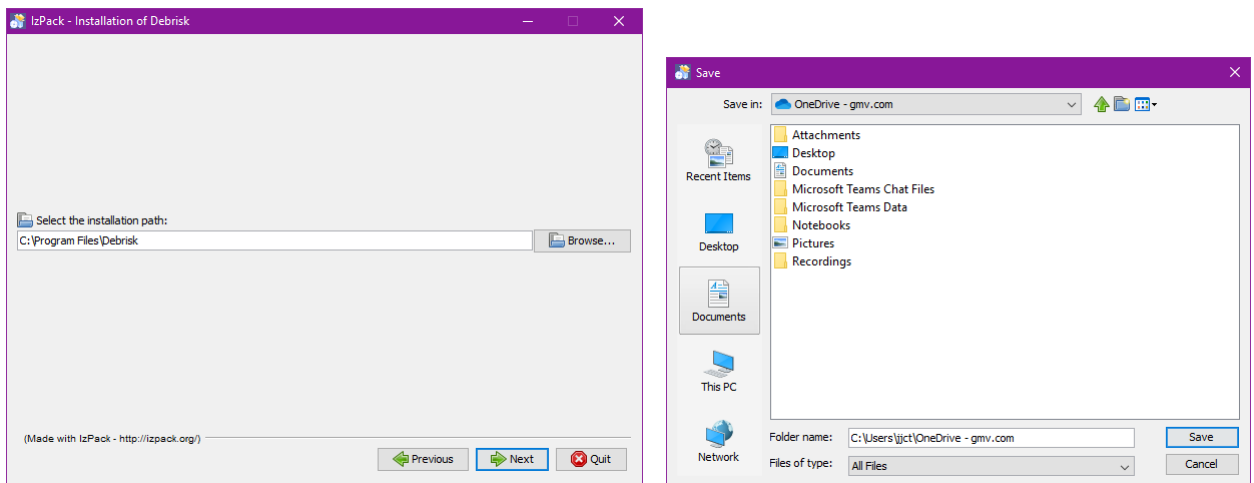 IzPack - Installation of Debrisk
Select the installation path:
C:\Program Files\Debrisk
Browse...
(Made with IzPack - http://izpack.org/)
Previous
Next
Quit
Save
Save in:
OneDrive - gmv.com
Recent Items
Desktop
Documents
This PC
Network
Attachments
Desktop
Documents
Microsoft Teams Chat Files
Microsoft Teams Data
Notebooks
Pictures
Recordings
Folder name:
C:\Users\jjct\OneDrive - gmv.com
Save
Files of type:
All Files
Cancel